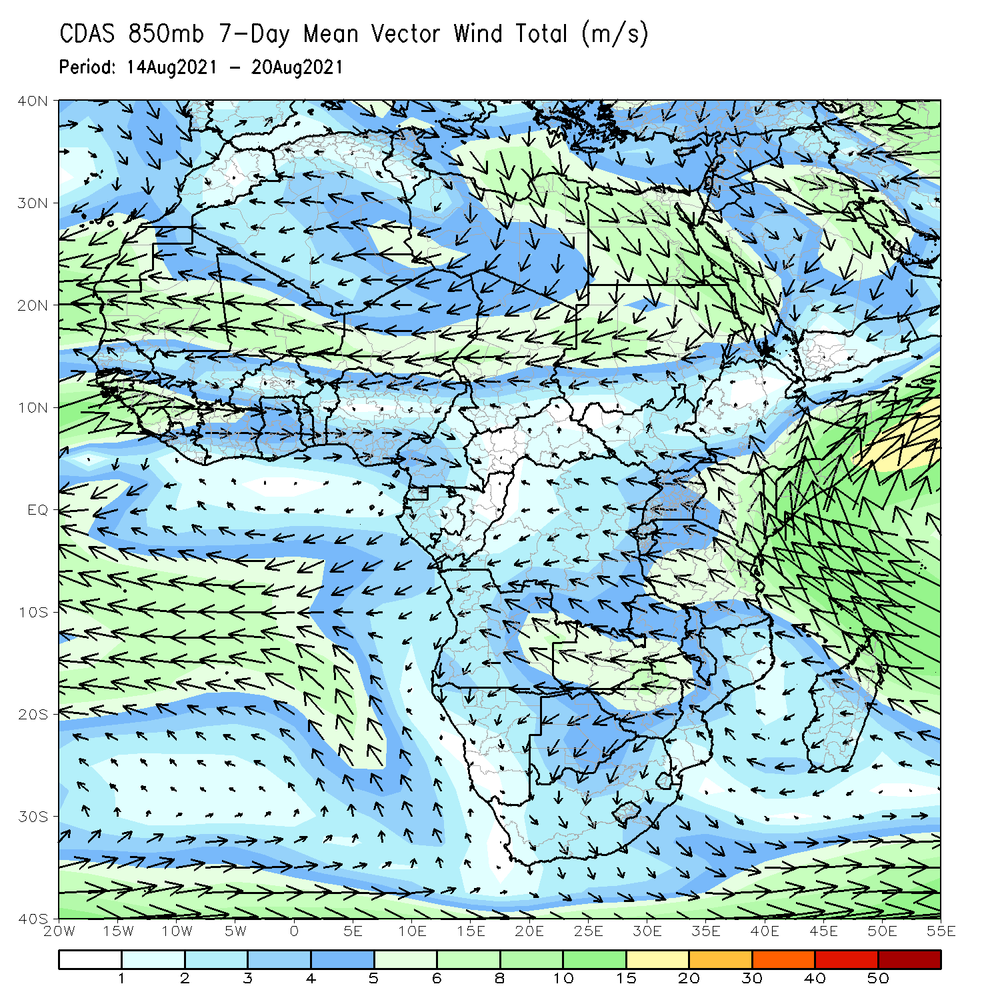 CDAS 850mb 7-Day Mean Vector Wind Total (m/s)
Period: 14Aug2021 - 20Aug2021
40N
30N
20N
10N
EQ
10S
20S
30S
40S
20W 15W 10W 5W 0 5E 10E 15E 20E 25E 30E 35E 40E 45E 50E 55E
1 2 3 4 5 6 8 10 15 20 30 40 50